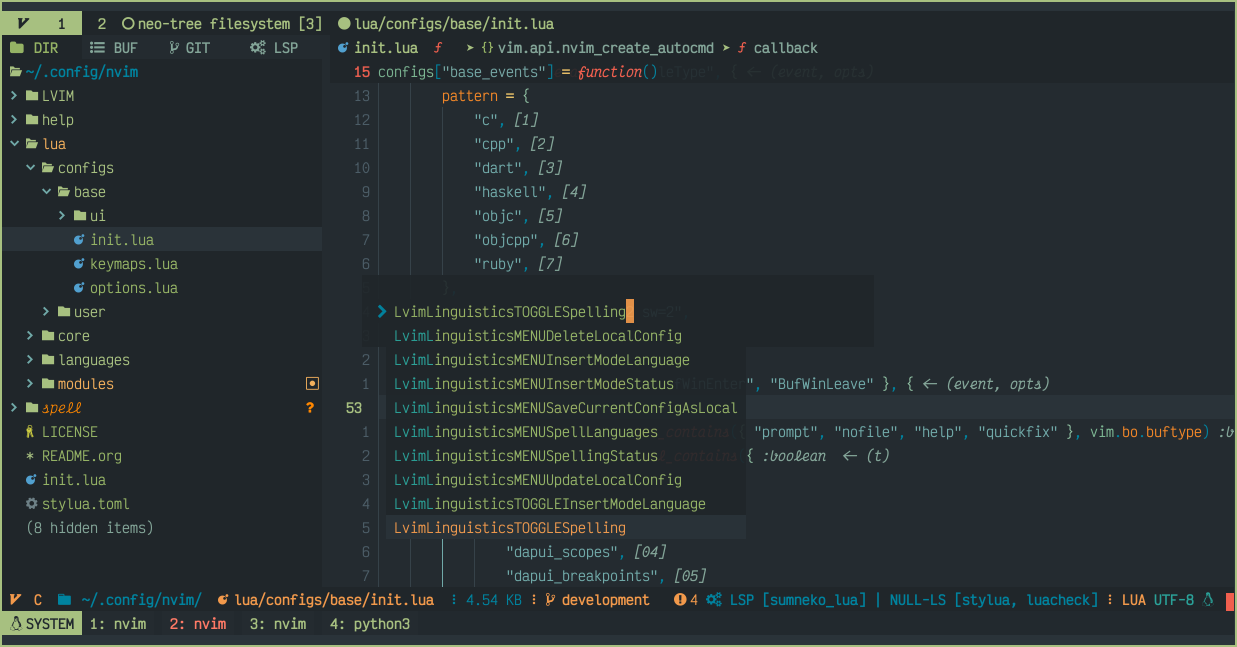 1 2 neo-tree filesystem [3] lua/configs/base/init.lua
DIR BUF GIT LSP
~/.config/nvim
LVIM
help
lua
configs
base
ui
init.lua
keymaps.lua
options.lua
user
core
languages
modules
spell ?
LICENSE
README.org
init.lua
stylua.toml
(8 hidden items)
init.lua ƒ ➤ {} vim.api.nvim_create_autocmd ➤ ƒ callback
15 configs["base_events"] = function() eType" { <- (event, opts)
13 pattern = {
12 "c", [1]
11 "cpp", [2]
10 "dart", [3]
9 "haskell", [4]
8 "objc", [5]
7 "objcpp", [6]
6 "ruby", [7]
}
> LvimLinguisticsTOGGLESpelling sw=2"
LvimLinguisticsMENUDeleteLocalConfig
2 LvimLinguisticsMENUInsertModeLanguage
1 LvimLinguisticsMENUInsertModeStatus WinEnter", "BufWinLeave" }, { <- (event, opts)
53 LvimLinguisticsMENUSaveCurrentConfigAsLocal
1 LvimLinguisticsMENUSpellLanguages contains ( "prompt", "nofile", "help", "quickfix" }, vim.bo.buftype) :b
2 LvimLinguisticsMENUSpellingStatus contains { :boolean <- (t)
3 LvimLinguisticsMENUUpdateLocalConfig
4 LvimLinguisticsTOGGLEInsertModeLanguage
5 LvimLinguisticsTOGGLESpelling
6 "dapui_scopes", [04]
7 "dapui_breakpoints", [05]
C ~/.config/nvim/ lua/configs/base/init.lua 4.54 KB development 4 LSP [sumneko_lua] | NULL-LS [stylua, luacheck] LUA UTF-8
SYSTEM 1: nvim 2: nvim 3: nvim 4: python3